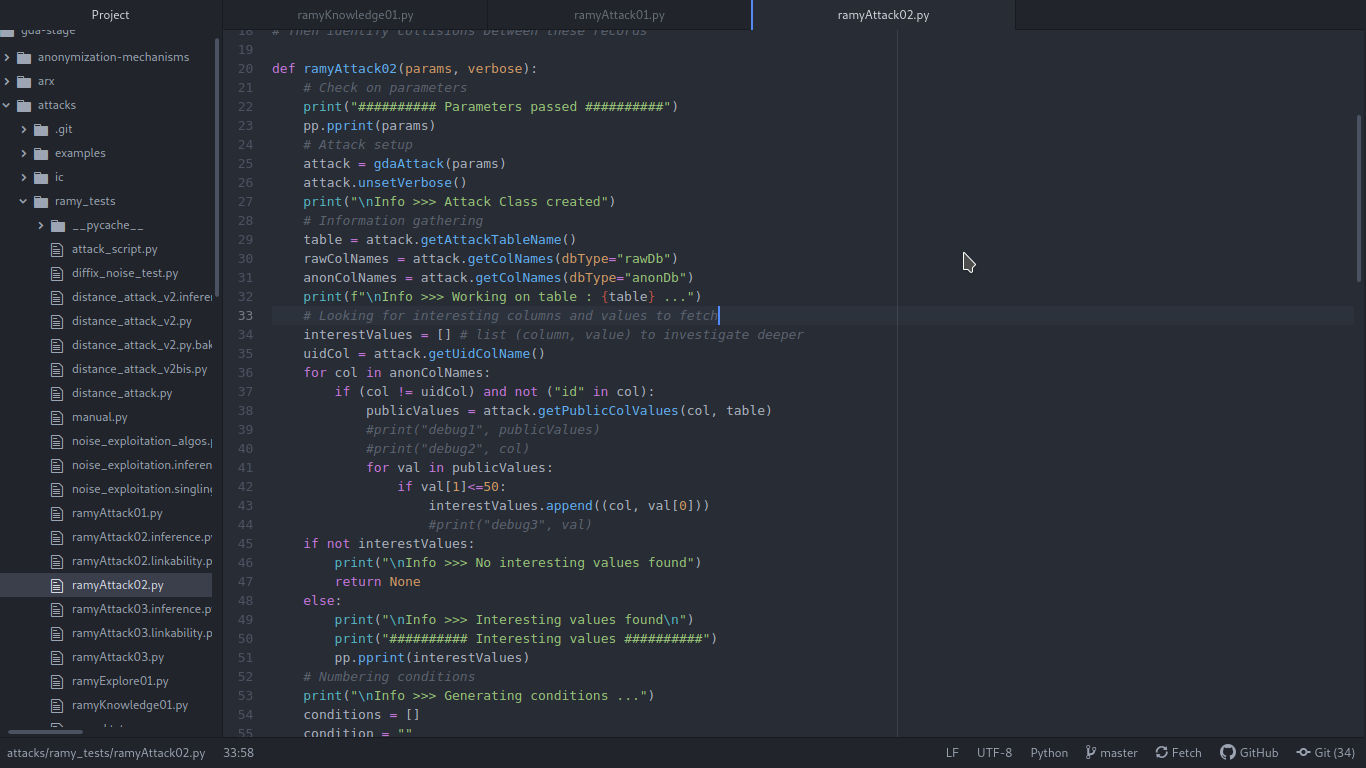 Project
ramyKnowledge01.py
ramyAttack01.py
ramyAttack02.py
gda-stage
anonymization-mechanisms
arx
attacks
.git
examples
ic
ramy_tests
__pycache__
attack_script.py
diffix_noise_test.py
distance_attack_v2.infere
distance_attack_v2.py
distance_attack_v2.py.bak
distance_attack_v2bis.py
distance_attack.py
manual.py
noise_exploitation_algos.p
noise_exploitation.inferen
noise_exploitation.singling
ramyAttack01.py
ramyAttack02.inference.py
ramyAttack02.linkability.p
ramyAttack02.py
ramyAttack03.inference.py
ramyAttack03.linkability.p
ramyAttack03.py
ramyExplore01.py
ramyKnowledge01.py
18 # Then identify collisions between these records
19
20 def ramyAttack02(params, verbose):
21     # Check on parameters
22     print("########## Parameters passed ##########")
23     pp.pprint(params)
24     # Attack setup
25     attack = gdaAttack(params)
26     attack.unsetVerbose()
27     print("\nInfo >>> Attack Class created")
28     # Information gathering
29     table = attack.getAttackTableName()
30     rawColNames = attack.getColNames(dbType="rawDb")
31     anonColNames = attack.getColNames(dbType="anonDb")
32     print(f"\nInfo >>> Working on table : {table} ...")
33     # Looking for interesting columns and values to fetch
34     interestValues = [] # list (column, value) to investigate deeper
35     uidCol = attack.getUidColName()
36     for col in anonColNames:
37         if (col != uidCol) and not ("id" in col):
38             publicValues = attack.getPublicColValues(col, table)
39             #print("debug1", publicValues)
40             #print("debug2", col)
41             for val in publicValues:
42                 if val[1]<=50:
43                     interestValues.append((col, val[0]))
44                     #print("debug3", val)
45     if not interestValues:
46         print("\nInfo >>> No interesting values found")
47         return None
48     else:
49         print("\nInfo >>> Interesting values found\n")
50         print("########## Interesting values ##########")
51         pp.pprint(interestValues)
52     # Numbering conditions
53     print("\nInfo >>> Generating conditions ...")
54     conditions = []
55     condition = ""
attacks/ramy_tests/ramyAttack02.py
33:58
LF
UTF-8
Python
master
Fetch
GitHub
Git (34)